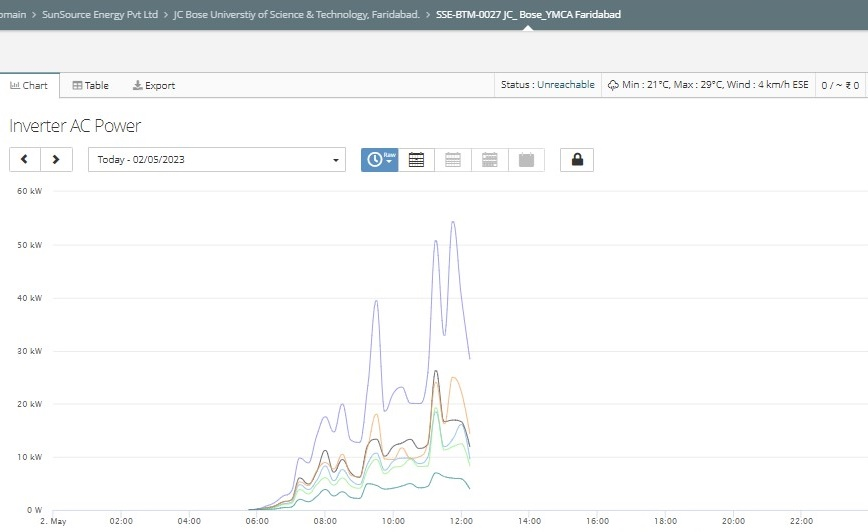 omain > SunSource Energy Pvt Ltd > JC Bose Universtiy of Science & Technology, Faridabad. > SSE-BTM-0027 JC_ Bose_YMCA Faridabad
Chart Table Export Status : Unreachable Min : 21°C, Max : 29°C, Wind : 4 km/h ESE 0 / ~ ₹ 0
Inverter AC Power
Today - 02/05/2023 Raw
60 kW
50 kW
40 kW
30 kW
20 kW
10 kW
0 W
2. May 02:00 04:00 06:00 08:00 10:00 12:00 14:00 16:00 18:00 20:00 22:00